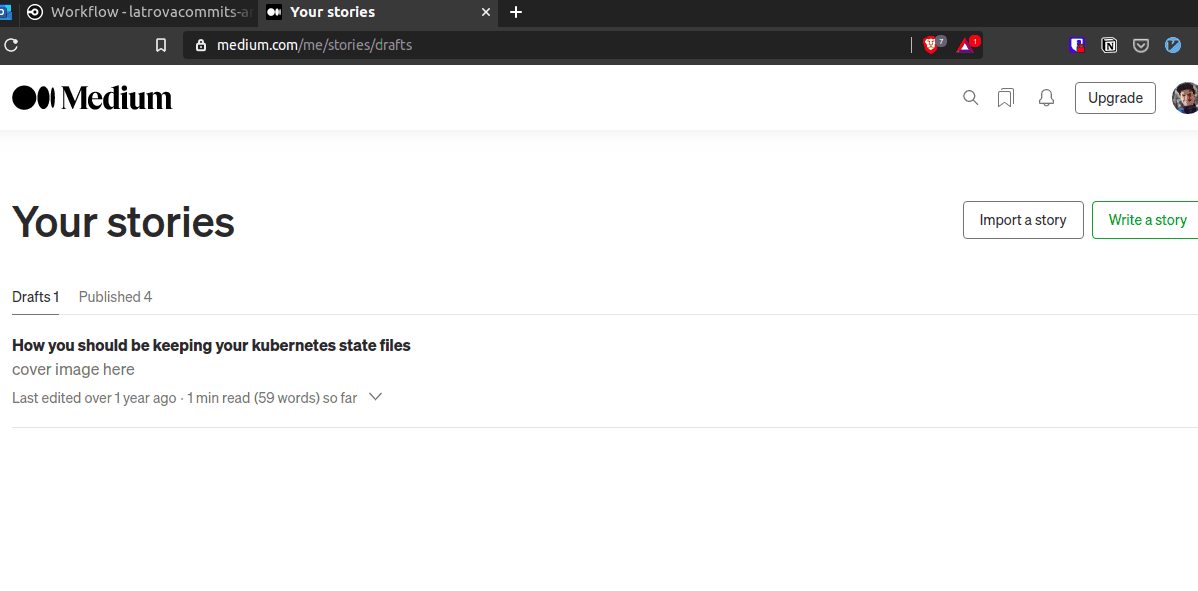 Workflow - latrovacommits-a
Your stories
medium.com/me/stories/drafts
7
1
Medium
Upgrade
Your stories
Import a story
Write a story
Drafts 1
Published 4
How you should be keeping your kubernetes state files
cover image here
Last edited over 1 year ago · 1 min read (59 words) so far